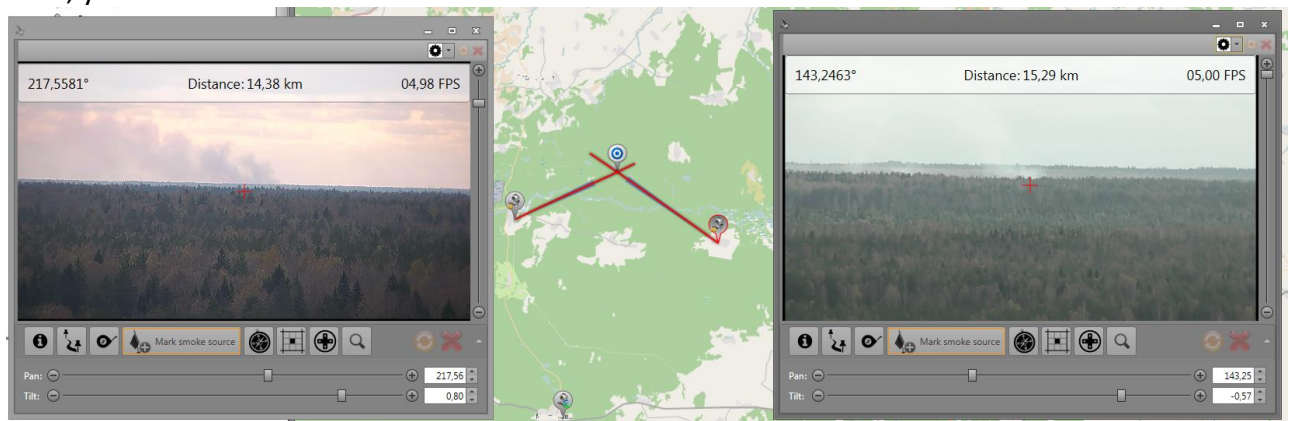 217,5581° Distance: 14,38 km 04,98 FPS
Mark smoke source
Pan: 217,56
Tilt: 0,80
143,2463° Distance: 15,29 km 05,00 FPS
Mark smoke source
Pan: 143,25
Tilt: -0,57